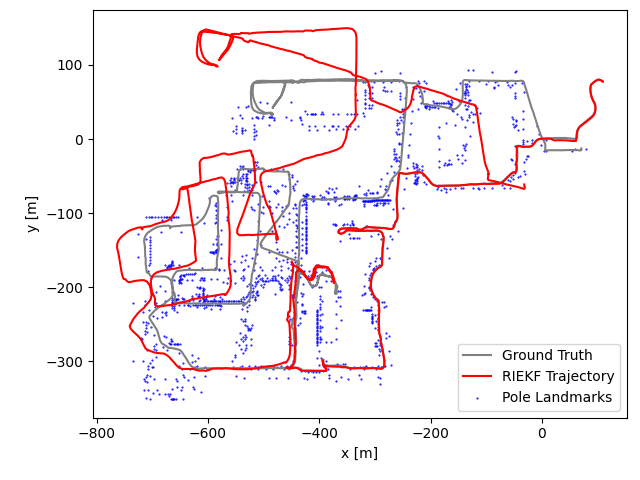 100
0
−100
−200
−300
y [m]
−800
−600
−400
−200
0
x [m]
Ground Truth
RIEKF Trajectory
Pole Landmarks